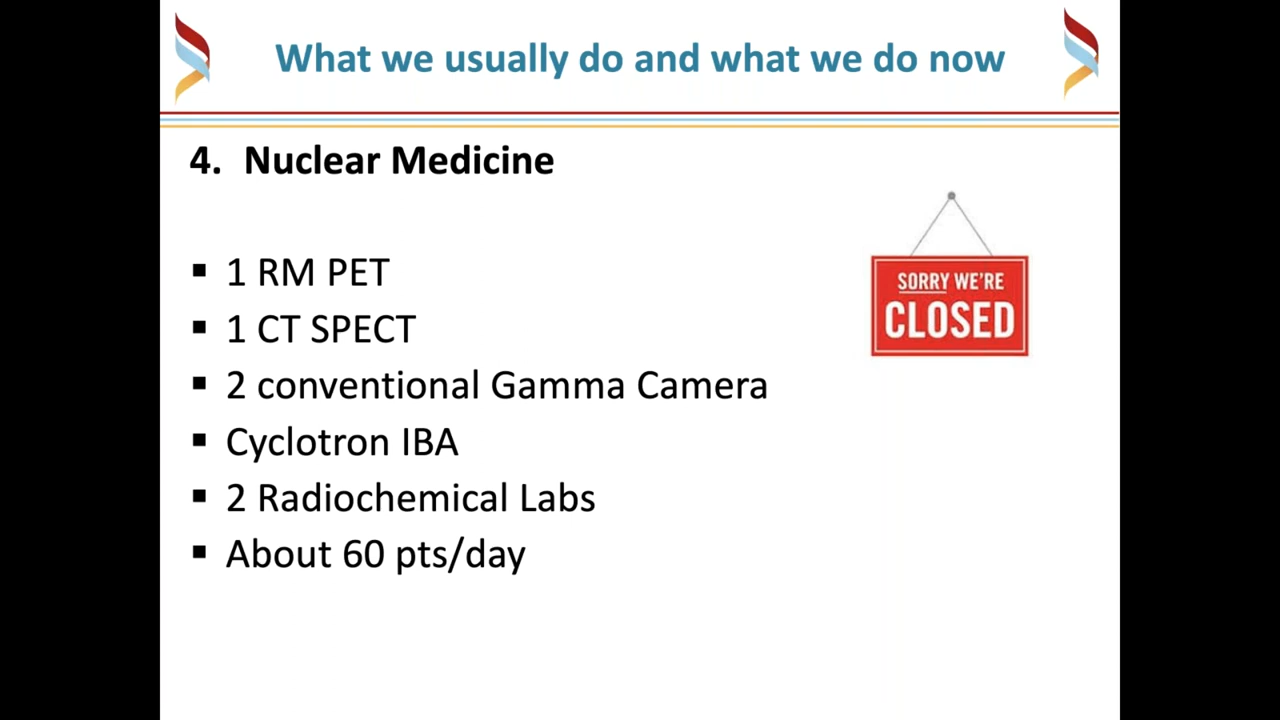 What we usually do and what we do now
4. Nuclear Medicine
▪ 1 RM PET
▪ 1 CT SPECT
▪ 2 conventional Gamma Camera
▪ Cyclotron IBA
▪ 2 Radiochemical Labs
▪ About 60 pts/day
SORRY WE'RE
CLOSED